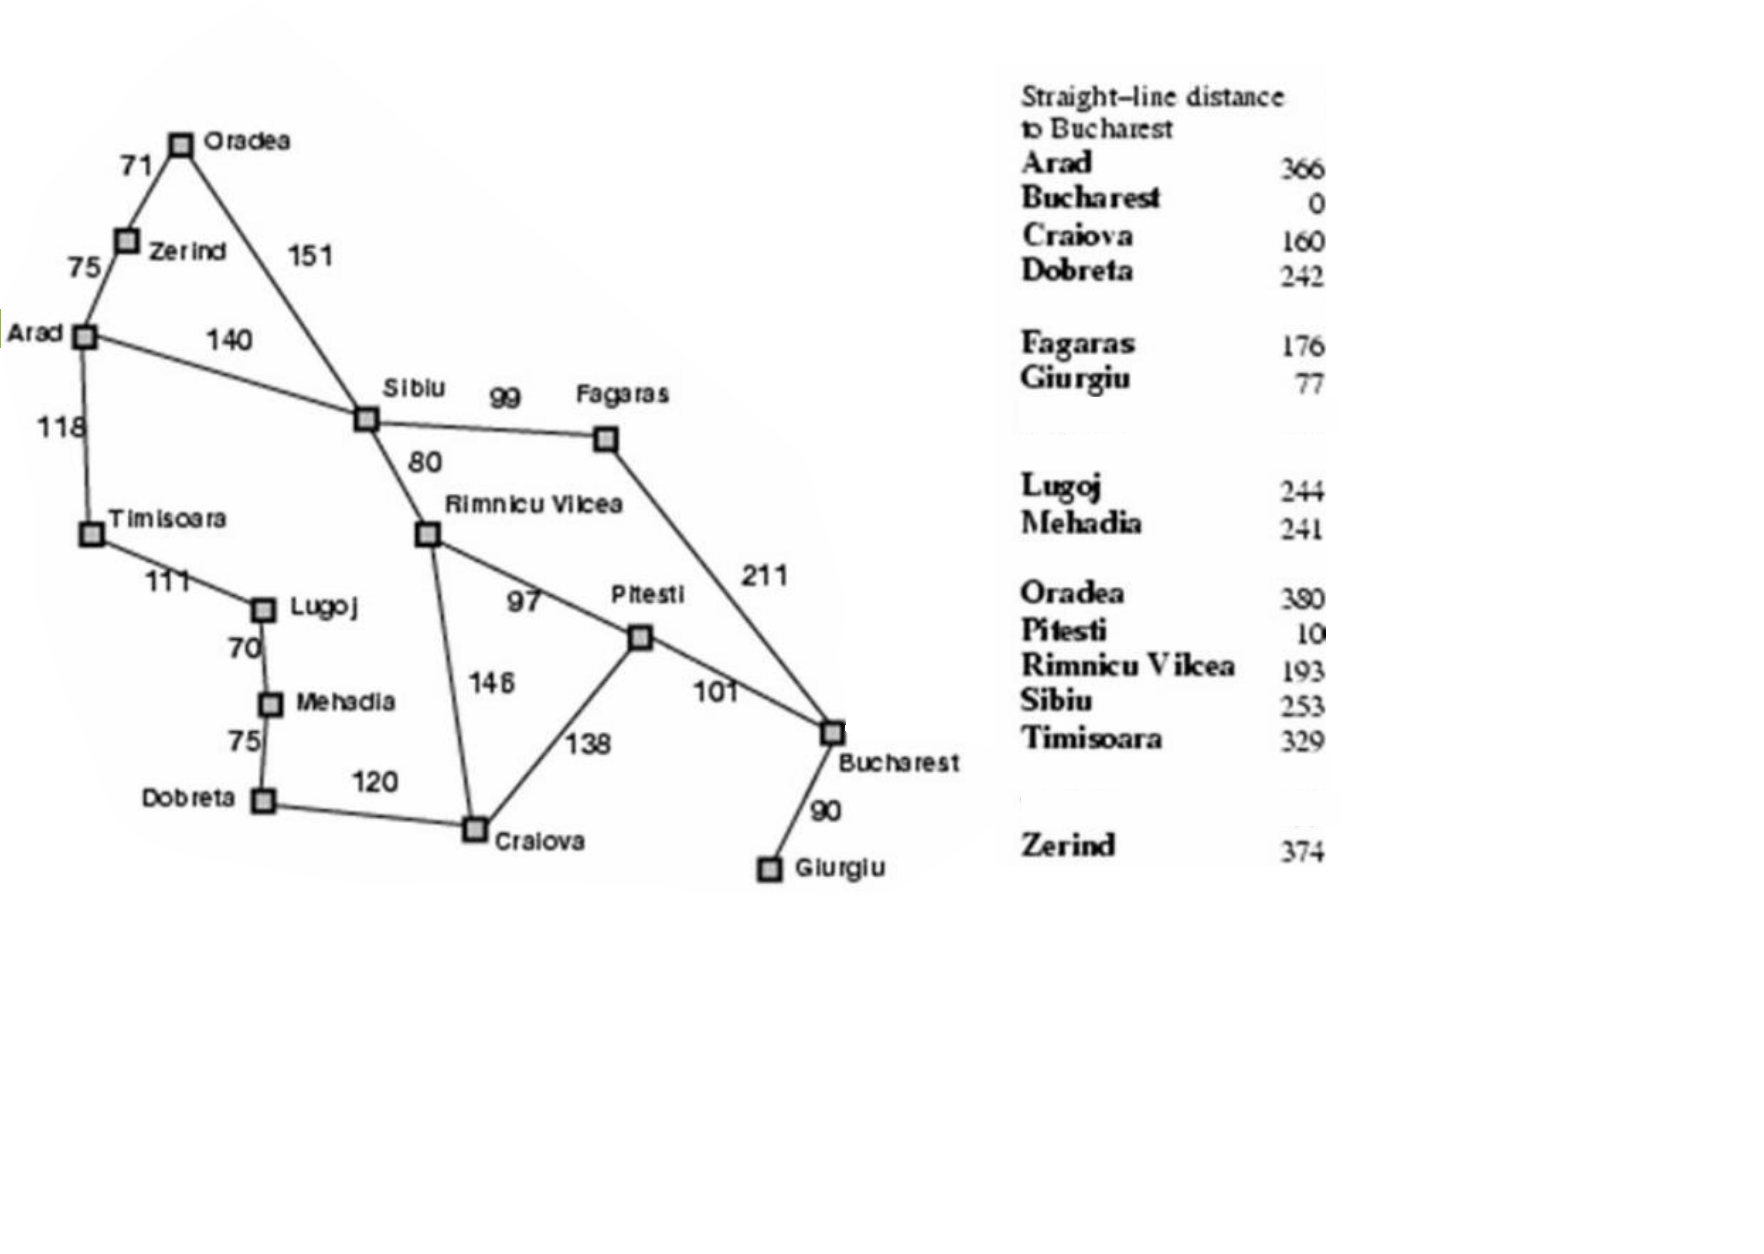 Oradea
71
Zerind
151
75
Arad
140
Sibiu
99
Fagaras
118
80
Rimnicu Vilcea
Timisoara
111
211
Lugoj
97
Pitesti
70
146
101
Mehadia
75
138
Bucharest
Dobreta
120
90
Craiova
Giurgiu
Straight–line distance
to Bucharest
Arad 366
Bucharest 0
Craiova 160
Dobreta 242
Fagaras 176
Giurgiu 77
Lugoj 244
Mehadia 241
Oradea 380
Pitesti 10
Rimnicu Vilcea 193
Sibiu 253
Timisoara 329
Zerind 374